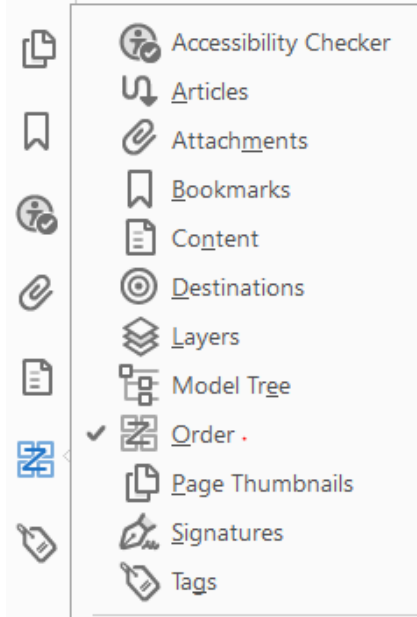 Accessibility Checker
Articles
Attachments
Bookmarks
Content
Destinations
Layers
Model Tree
Order
Page Thumbnails
Signatures
Tags